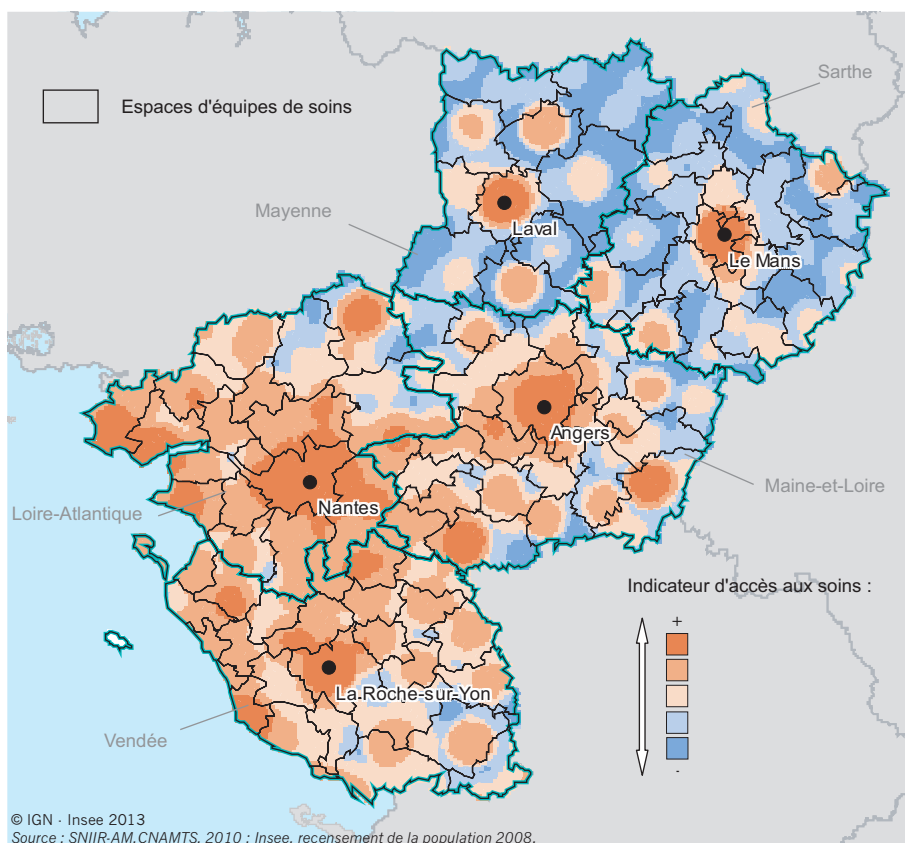 Espaces d'équipes de soins
Sarthe
Mayenne
Laval
Le Mans
Angers
Maine-et-Loire
Nantes
Loire-Atlantique
Indicateur d'accès aux soins :
+
La Roche-sur-Yon
Vendée
-
© IGN · Insee 2013
Source : SNIIR-AM,CNAMTS, 2010 ; Insee, recensement de la population 2008.